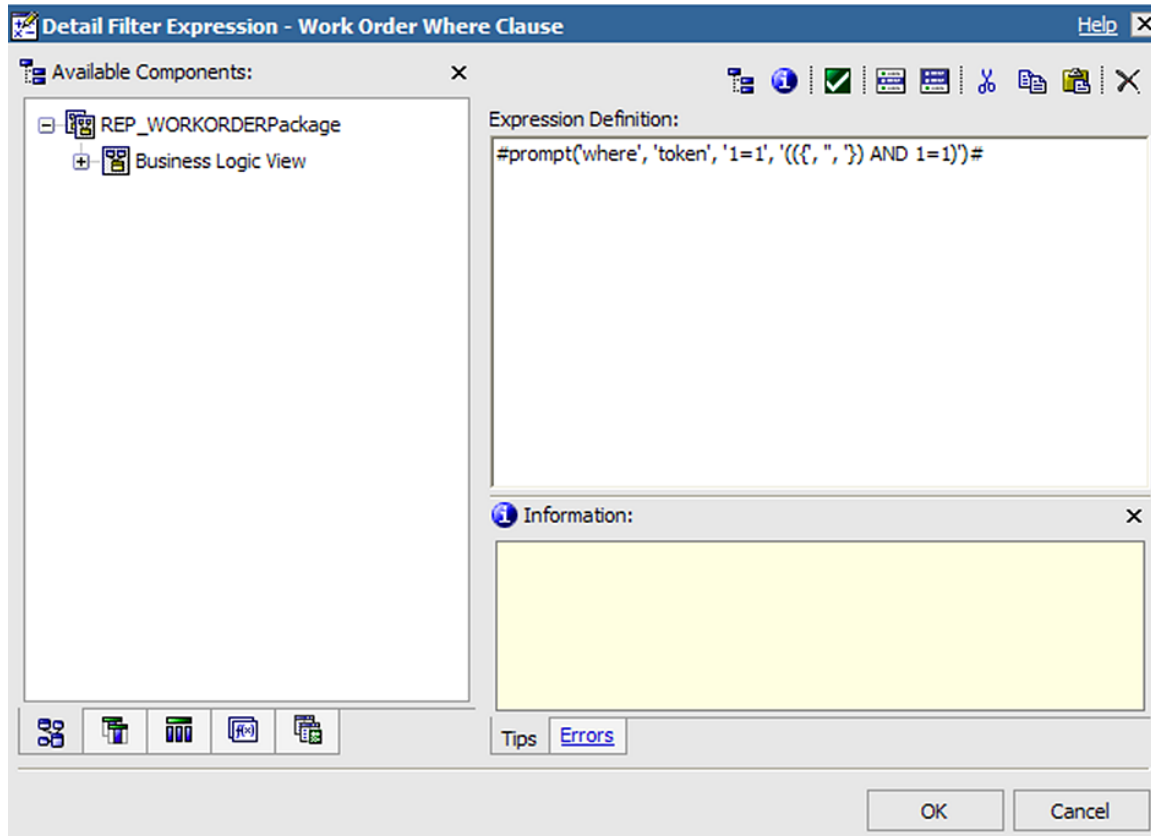 Detail Filter Expression - Work Order Where Clause
Help
Available Components:
REP_WORKORDERPackage
Business Logic View
Expression Definition:
#prompt('where', 'token', '1=1', '(({', '', '}) AND 1=1)')#
Information:
Tips
Errors
OK
Cancel